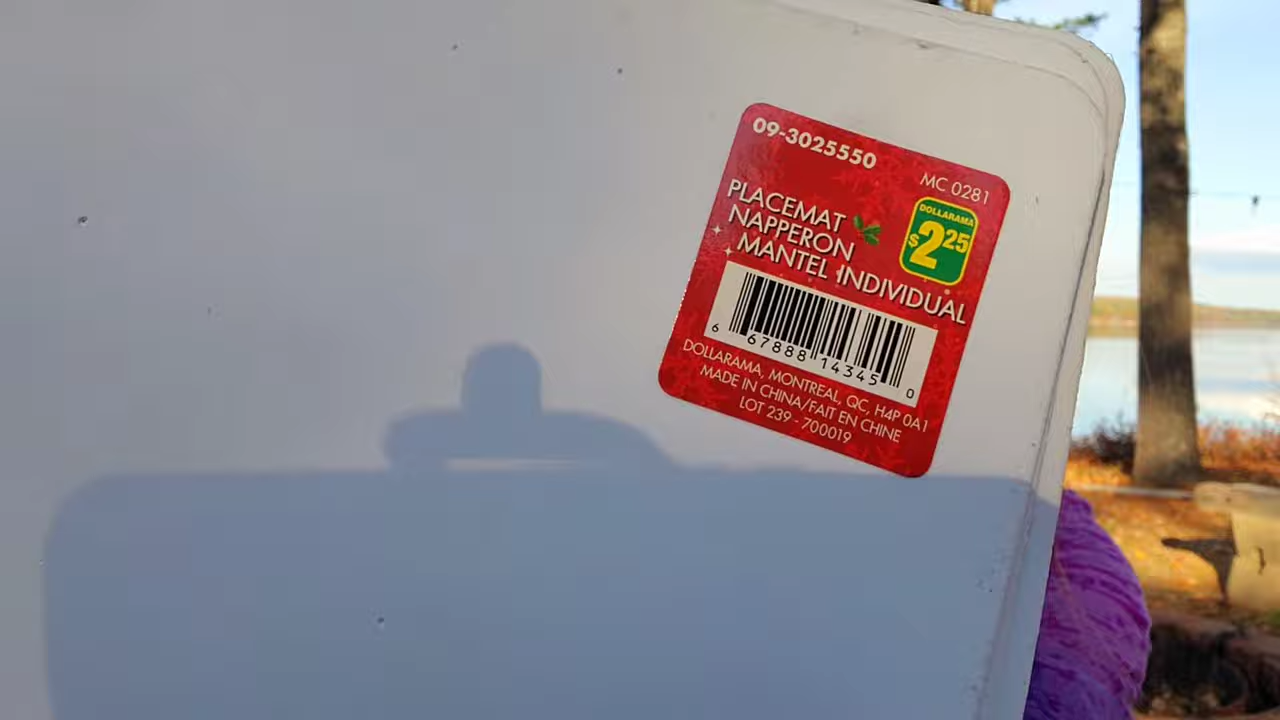 09-3025550
MC 0281
DOLLARAMA
$2.25
PLACEMAT
NAPPERON
MANTEL INDIVIDUAL
6 67888 14345 0
DOLLARAMA, MONTREAL, QC, H4P 0A1
MADE IN CHINA/FAIT EN CHINE
LOT 239 - 700019